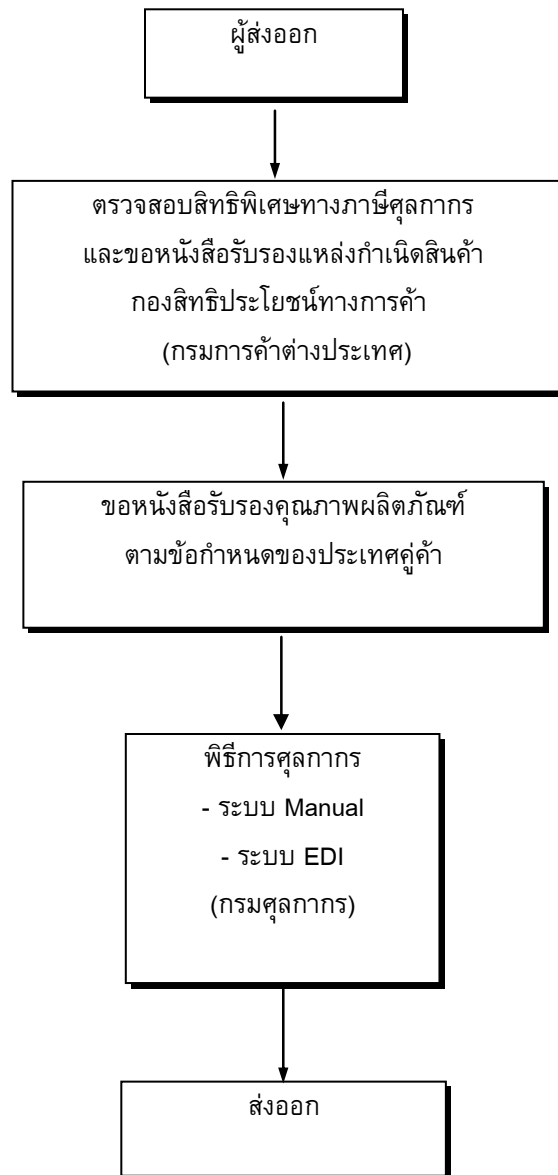 ผู้ส่งออก
ตรวจสอบสิทธิพิเศษทางภาษีศุลกากร
และขอหนังสือรับรองแหล่งกำเนิดสินค้า
กองสิทธิประโยชน์ทางการค้า
(กรมการค้าต่างประเทศ)
ขอหนังสือรับรองคุณภาพผลิตภัณฑ์
ตามข้อกำหนดของประเทศคู่ค้า
พิธีการศุลกากร
- ระบบ Manual
- ระบบ EDI
(กรมศุลกากร)
ส่งออก